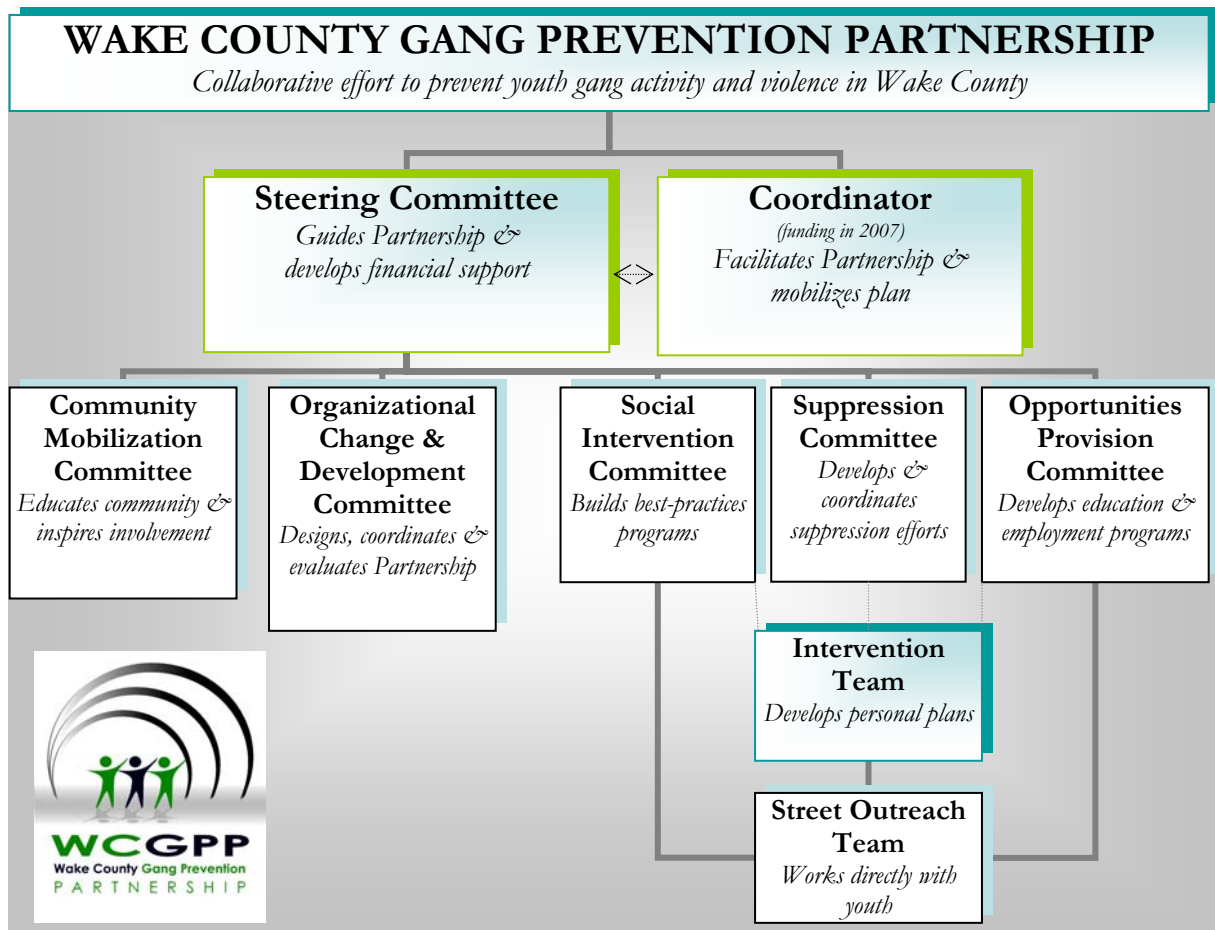 WAKE COUNTY GANG PREVENTION PARTNERSHIP
Collaborative effort to prevent youth gang activity and violence in Wake County
Steering Committee
Guides Partnership &
develops financial support
Coordinator
(funding in 2007)
Facilitates Partnership &
mobilizes plan
Community
Mobilization
Committee
Educates community &
inspires involvement
Organizational
Change &
Development
Committee
Designs, coordinates &
evaluates Partnership
Social
Intervention
Committee
Builds best-practices
programs
Suppression
Committee
Develops &
coordinates
suppression efforts
Opportunities
Provision
Committee
Develops education &
employment programs
Intervention
Team
Develops personal plans
Street Outreach
Team
Works directly with
youth
WCGPP
Wake County Gang Prevention
PARTNERSHIP